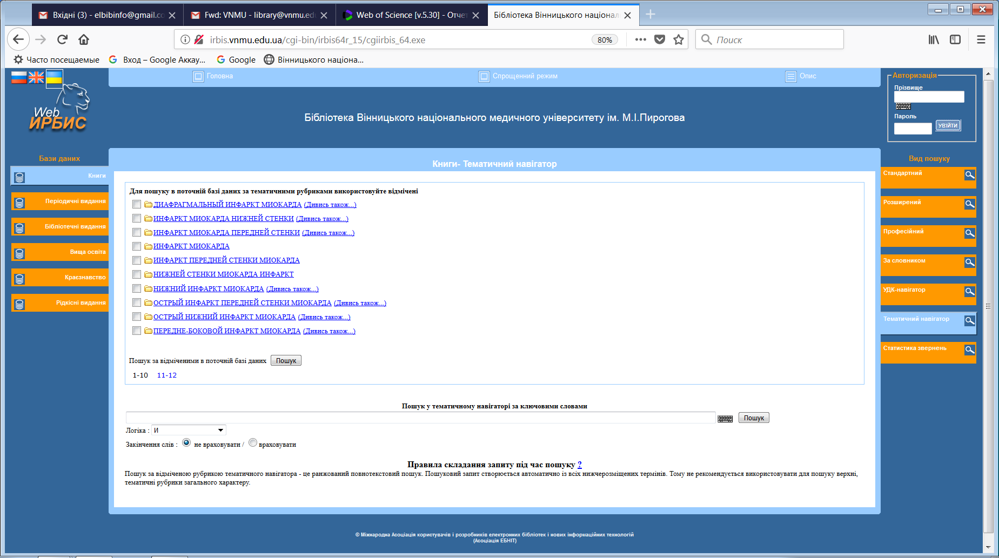 Вхідні (3) - elbibinfo@gmail.co
Fwd: VNMU - library@vnmu.edu
Web of Science [v.5.30] - Отчет
Бібліотека Вінницького націонал
irbis.vnmu.edu.ua/cgi-bin/irbis64r_15/cgiirbis_64.exe
80%
Поиск
Часто посещаемые
Вход – Google Аккау...
Google
Вінницького націона...
Головна
Спрощенний режим
Опис
Web
ИРБИС
Бібліотека Вінницького національного медичного університету ім. М.І.Пирогова
Авторизація
Прізвище
Пароль
УВІЙТИ
Бази даних
Книги
Періодичні видання
Бібліотечні видання
Вища освіта
Краєзнавство
Рідкісні видання
Книги- Тематичний навігатор
Для пошуку в поточній базі даних за тематичними рубриками використовуйте відмічені
ДИАФРАГМАЛЬНЫЙ ИНФАРКТ МИОКАРДА (Дивись також...)
ИНФАРКТ МИОКАРДА НИЖНЕЙ СТЕНКИ (Дивись також...)
ИНФАРКТ МИОКАРДА ПЕРЕДНЕЙ СТЕНКИ (Дивись також...)
ИНФАРКТ МИОКАРДА
ИНФАРКТ ПЕРЕДНЕЙ СТЕНКИ МИОКАРДА
НИЖНЕЙ СТЕНКИ МИОКАРДА ИНФАРКТ
НИЖНИЙ ИНФАРКТ МИОКАРДА (Дивись також...)
ОСТРЫЙ ИНФАРКТ ПЕРЕДНЕЙ СТЕНКИ МИОКАРДА (Дивись також...)
ОСТРЫЙ НИЖНИЙ ИНФАРКТ МИОКАРДА (Дивись також...)
ПЕРЕДНЕ-БОКОВОЙ ИНФАРКТ МИОКАРДА (Дивись також...)
Пошук за відміченими в поточній базі даних Пошук
1-10 11-12
Пошук у тематичному навігаторі за ключовими словами
Пошук
Логіка : И
Закінчення слів : не враховувати / враховувати
Правила складання запиту під час пошуку ?
Пошук за відміченою рубрикою тематичного навігатора - це ранжований повнотекстовий пошук. Пошуковий запит створюється автоматично із всіх нижчерозміщених термінів. Тому не рекомендується використовувати для пошуку верхні,
тематичні рубрики загального характеру.
Вид пошуку
Стандартний
Розширений
Професійний
За словником
УДК-навігатор
Тематичний навігатор
Статистика звернень
© Міжнародна Асоціація користувачів і розробників електронних бібліотек і нових інформаційних технологій
(Асоціація ЕБНІТ)